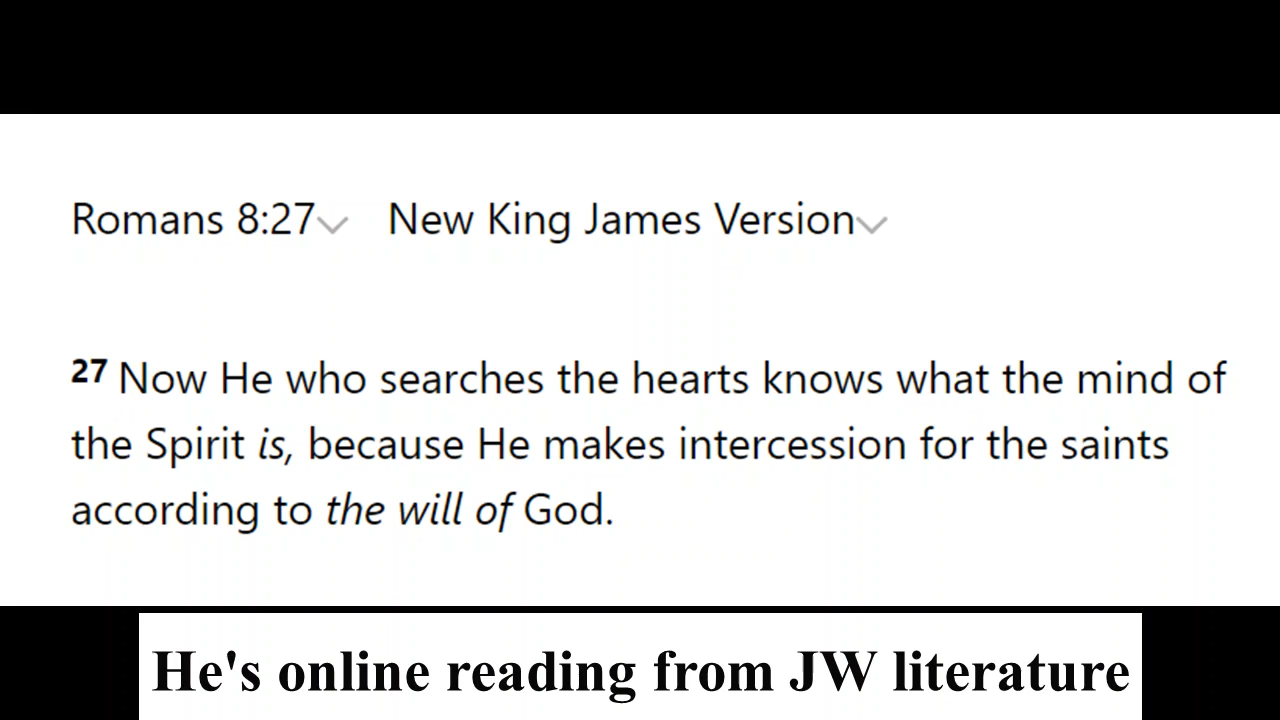 Romans 8:27 New King James Version
27 Now He who searches the hearts knows what the mind of
the Spirit is, because He makes intercession for the saints
according to the will of God.
He's online reading from JW literature